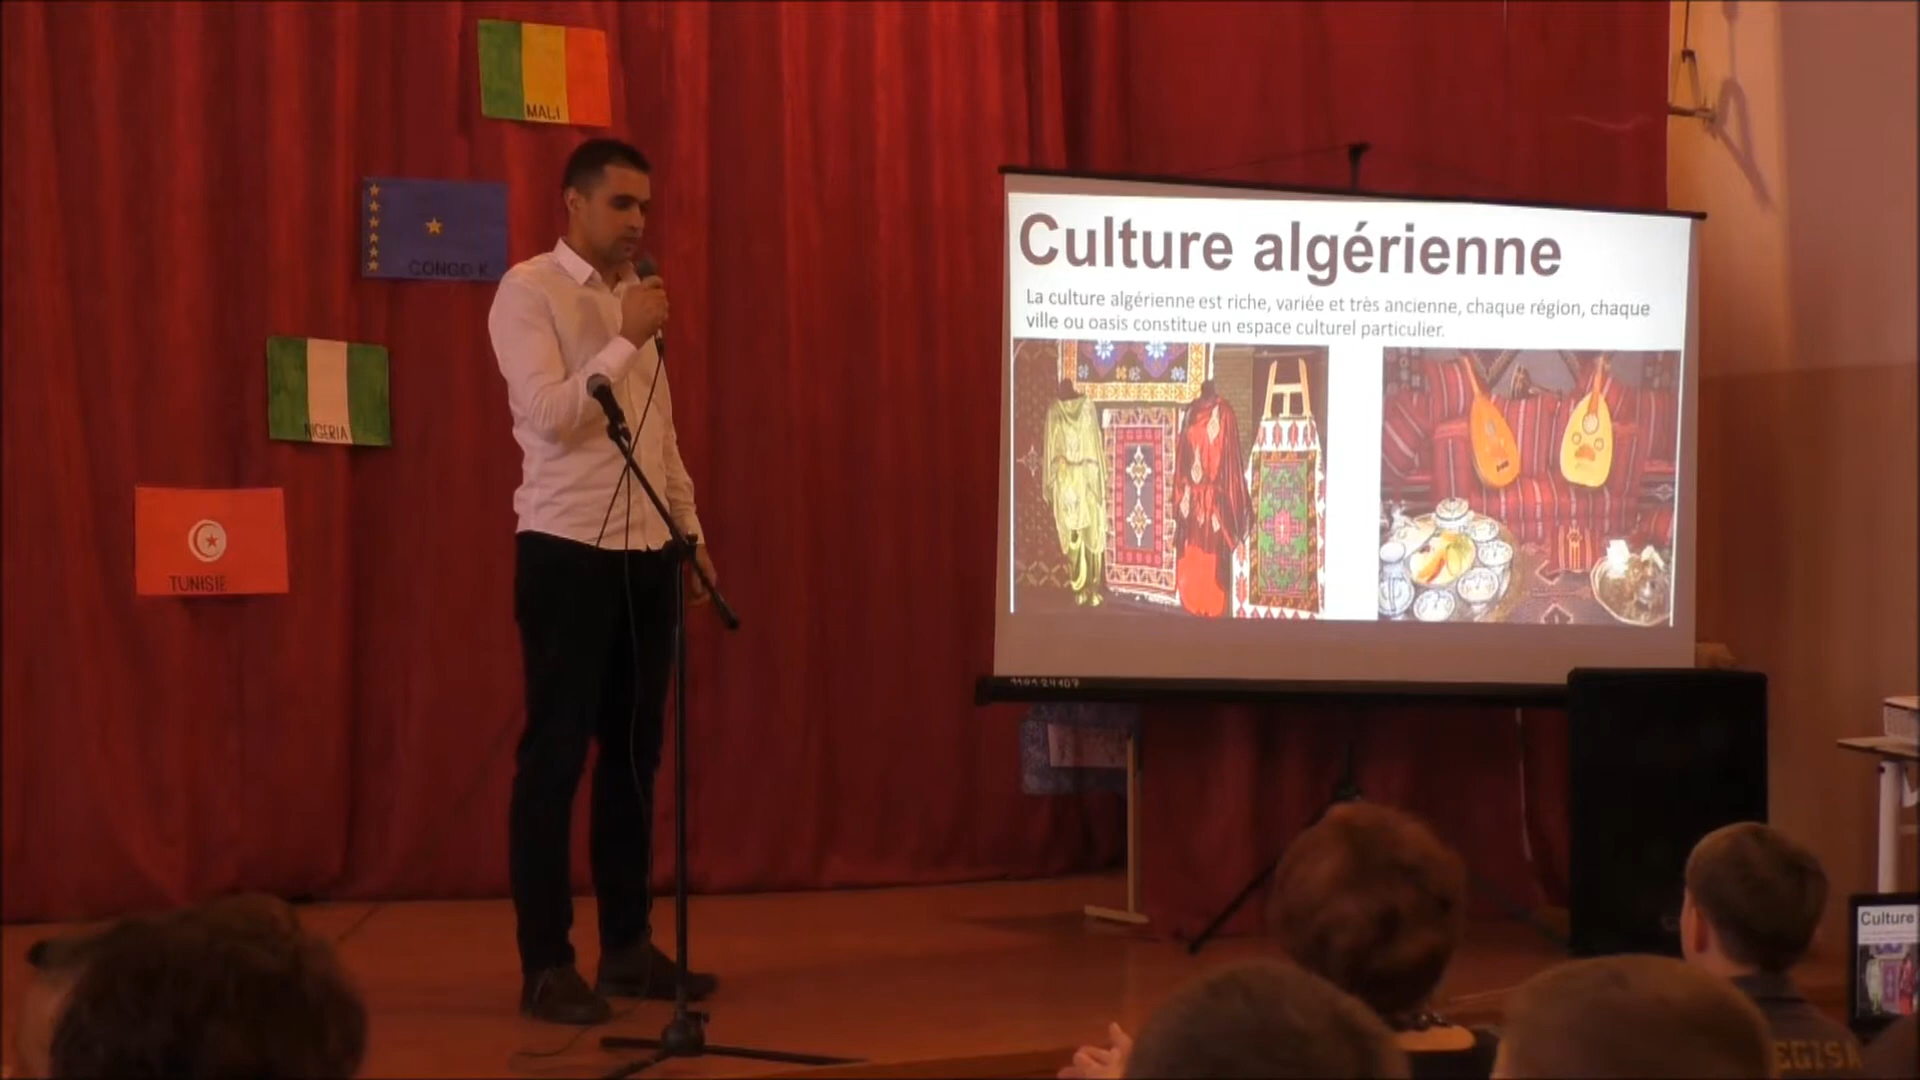 MALI
CONGO K
NIGERIA
TUNISIE
Culture algérienne
La culture algérienne est riche, variée et très ancienne, chaque région, chaque
ville ou oasis constitue un espace culturel particulier.
Culture